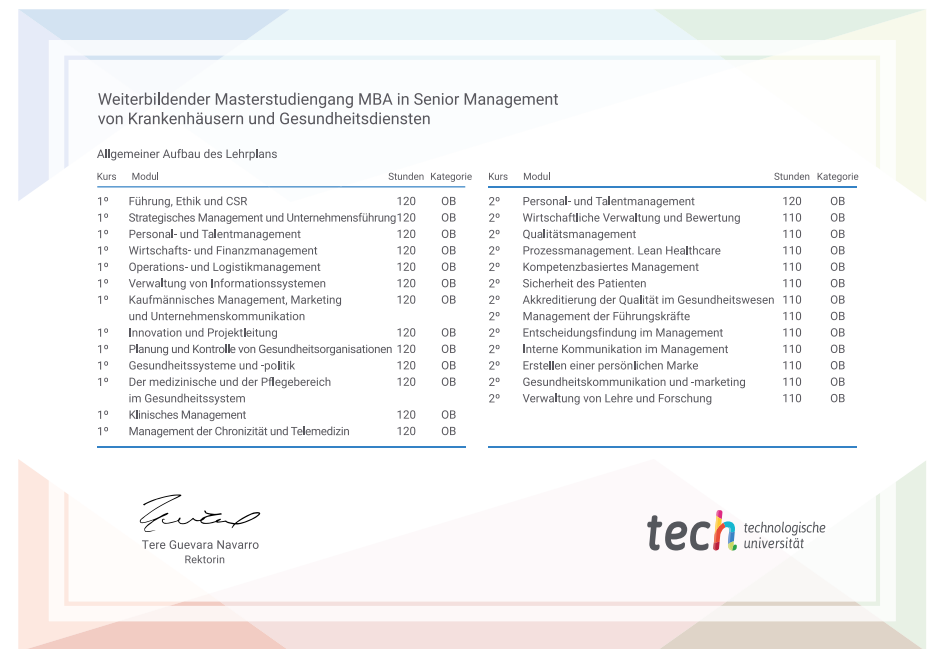 Weiterbildender Masterstudiengang MBA in Senior Management
von Krankenhäusern und Gesundheitsdiensten
Allgemeiner Aufbau des Lehrplans
Kurs Modul Stunden Kategorie
1º Führung, Ethik und CSR 120 OB
1º Strategisches Management und Unternehmensführung 120 OB
1º Personal- und Talentmanagement 120 OB
1º Wirtschafts- und Finanzmanagement 120 OB
1º Operations- und Logistikmanagement 120 OB
1º Verwaltung von Informationssystemen 120 OB
1º Kaufmännisches Management, Marketing 120 OB
und Unternehmenskommunikation
1º Innovation und Projektleitung 120 OB
1º Planung und Kontrolle von Gesundheitsorganisationen 120 OB
1º Gesundheitssysteme und -politik 120 OB
1º Der medizinische und der Pflegebereich 120 OB
im Gesundheitssystem
1º Klinisches Management 120 OB
1º Management der Chronizität und Telemedizin 120 OB
Kurs Modul Stunden Kategorie
2º Personal- und Talentmanagement 120 OB
2º Wirtschaftliche Verwaltung und Bewertung 110 OB
2º Qualitätsmanagement 110 OB
2º Prozessmanagement. Lean Healthcare 110 OB
2º Kompetenzbasiertes Management 110 OB
2º Sicherheit des Patienten 110 OB
2º Akkreditierung der Qualität im Gesundheitswesen 110 OB
2º Management der Führungskräfte 110 OB
2º Entscheidungsfindung im Management 110 OB
2º Interne Kommunikation im Management 110 OB
2º Erstellen einer persönlichen Marke 110 OB
2º Gesundheitskommunikation und -marketing 110 OB
2º Verwaltung von Lehre und Forschung 110 OB
Tere Guevara Navarro
Rektorin
tech technologische
universität